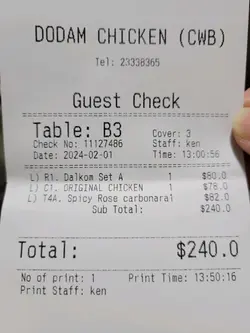 DODAM CHICKEN (CWB)
Tel: 23338365
Guest Check
Table: B3 Cover: 3
Check No: 11127486 Staff: ken
Date: 2024-02-01 Time: 13:00:56
L) R1. Dalkom Set A 1 $80.0
L) C1. ORIGINAL CHICKEN 1 $78.0
L) T4A. Spicy Rose carbonara1 $82.0
Sub Total: $240.0
Total: $240.0
No of print: 1 Print Time: 13:50:16
Print Staff: ken